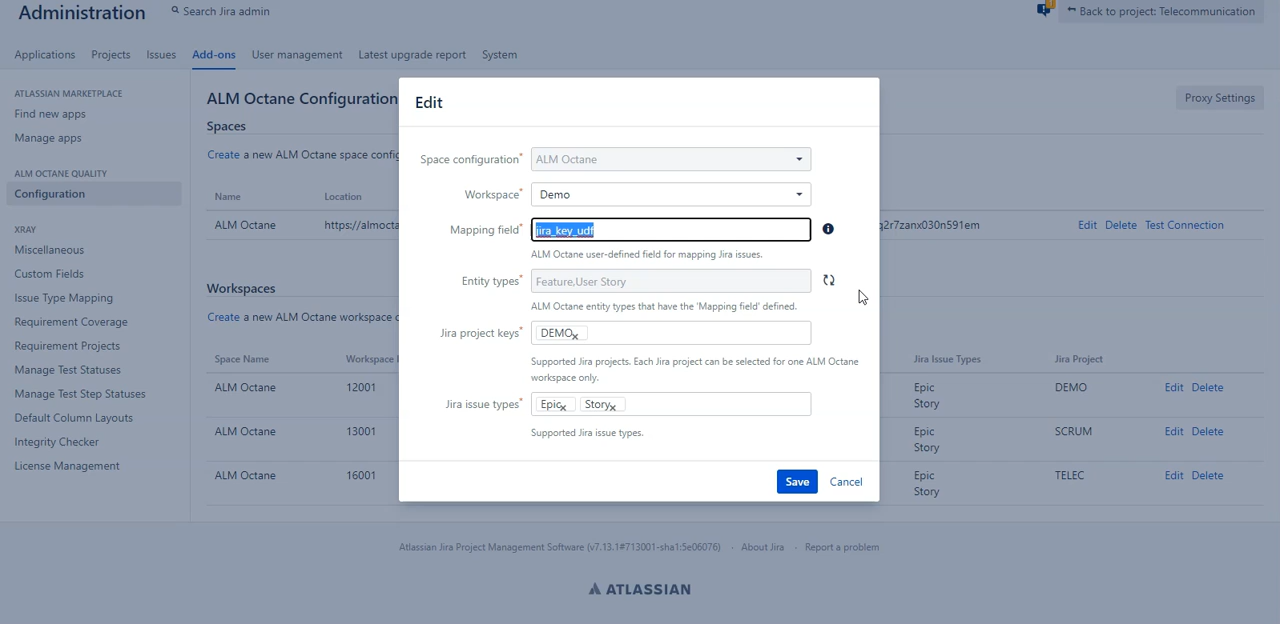 Administration
Search Jira admin
Back to project: Telecommunication
Applications Projects Issues Add-ons User management Latest upgrade report System
ATLASSIAN MARKETPLACE
Find new apps
Manage apps
ALM OCTANE QUALITY
Configuration
XRAY
Miscellaneous
Custom Fields
Issue Type Mapping
Requirement Coverage
Requirement Projects
Manage Test Statuses
Manage Test Step Statuses
Default Column Layouts
Integrity Checker
License Management
ALM Octane Configuration
Proxy Settings
Spaces
Create a new ALM Octane space config
Name Location
ALM Octane https://almocta q2r7zanx030n591em Edit Delete Test Connection
Workspaces
Create a new ALM Octane workspace c
Space Name Workspace Jira Issue Types Jira Project
ALM Octane 12001 Epic DEMO Edit Delete
Story
ALM Octane 13001 Epic SCRUM Edit Delete
Story
ALM Octane 16001 Epic TELEC Edit Delete
Story
Edit
Space configuration* ALM Octane
Workspace* Demo
Mapping field* jira_key_udf
ALM Octane user-defined field for mapping Jira issues.
Entity types* Feature,User Story
ALM Octane entity types that have the 'Mapping field' defined.
Jira project keys* DEMO
Supported Jira projects. Each Jira project can be selected for one ALM Octane
workspace only.
Jira issue types* Epic Story
Supported Jira issue types.
Save Cancel
Atlassian Jira Project Management Software (v7.13.1#713001-sha1:5e06076) · About Jira · Report a problem
ATLASSIAN